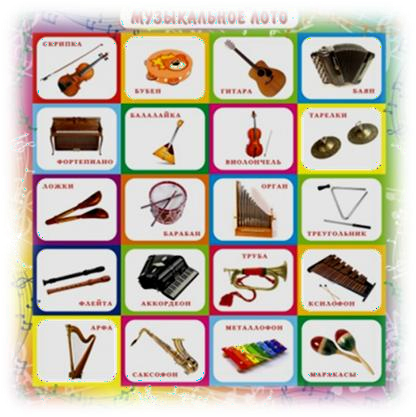 МУЗЫКАЛЬНОЕ ЛОТО
СКРИПКА
БУБЕН
ГИТАРА
БАЯН
ФОРТЕПИАНО
БАЛАЛАЙКА
ВИОЛОНЧЕЛЬ
ТАРЕЛКИ
ЛОЖКИ
БАРАБАН
ОРГАН
ТРЕУГОЛЬНИК
ФЛЕЙТА
АККОРДЕОН
ТРУБА
КСИЛОФОН
АРФА
САКСОФОН
МЕТАЛЛОФОН
МАРАКАСЫ